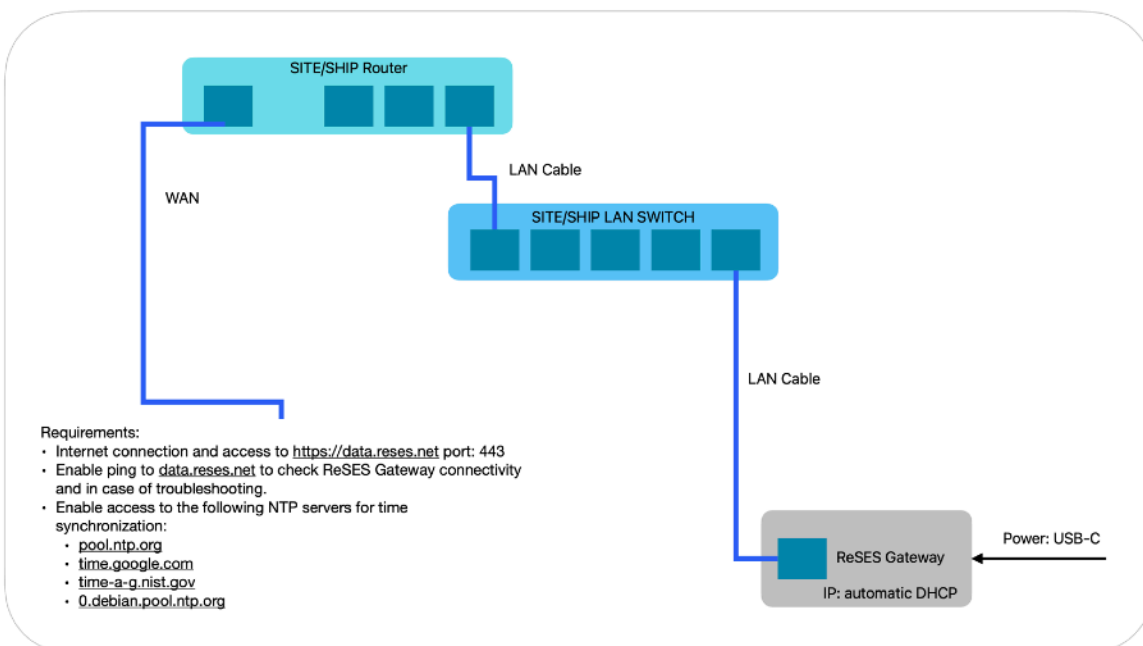 SITE/SHIP Router
LAN Cable
WAN
SITE/SHIP LAN SWITCH
LAN Cable
Requirements:
• Internet connection and access to https://data.reses.net port: 443
• Enable ping to data.reses.net to check ReSES Gateway connectivity
and in case of troubleshooting.
• Enable access to the following NTP servers for time
synchronization:
• pool.ntp.org
• time.google.com
• time-a-g.nist.gov
• 0.debian.pool.ntp.org
ReSES Gateway
IP: automatic DHCP
Power: USB-C